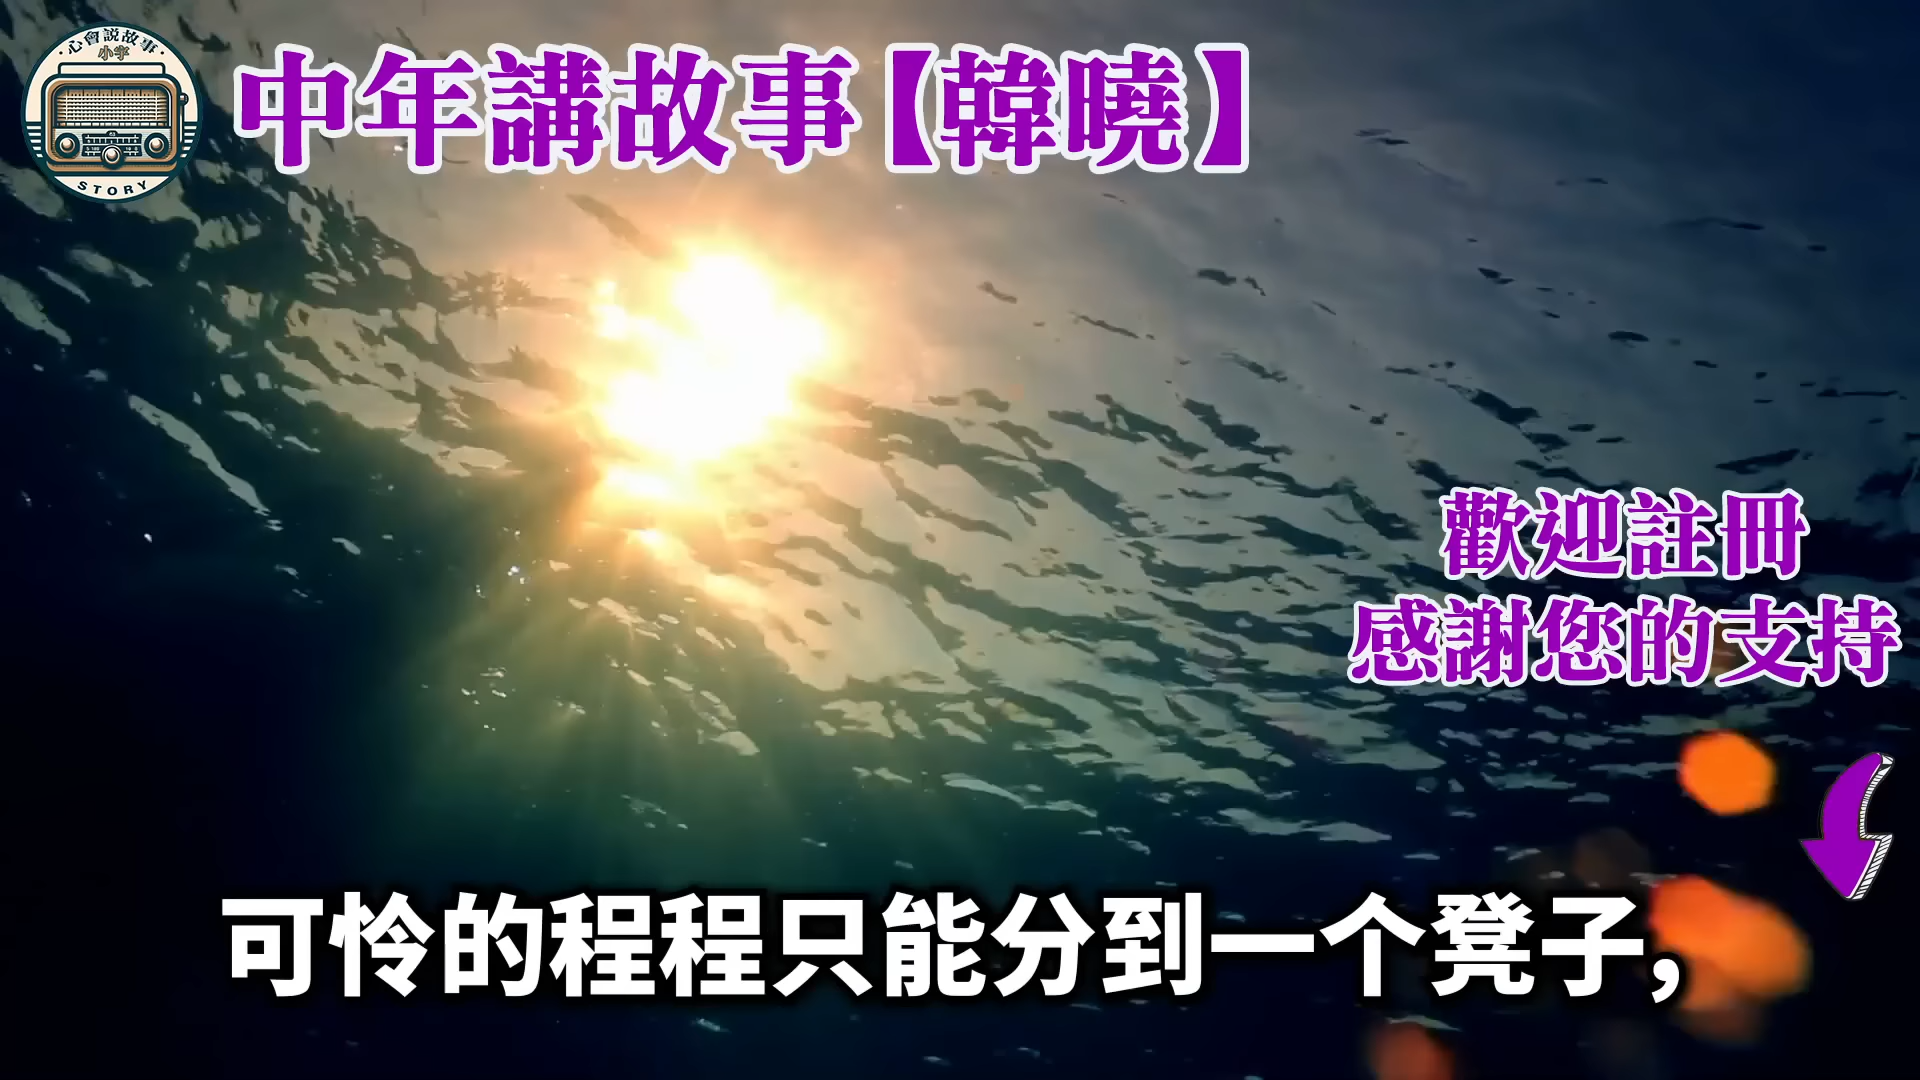 心會説故事
小宇
STORY
中年講故事【韓曉】
歡迎註冊
感謝您的支持
可怜的程程只能分到一个凳子,